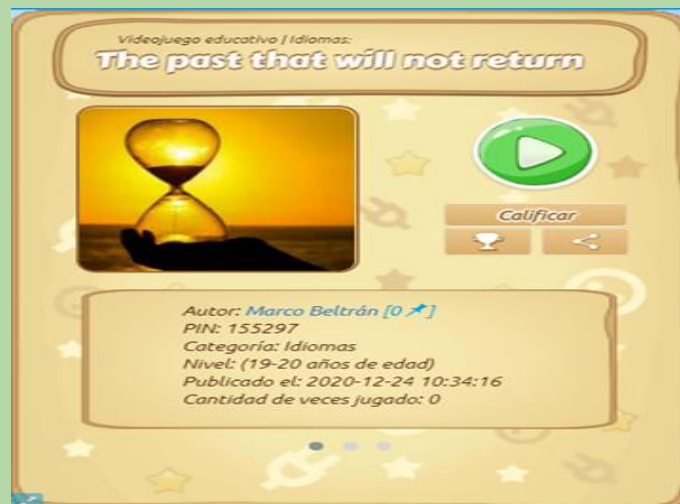 Videojuego educativo | Idiomas:
The past that will not return
Calificar
Autor: Marco Beltrán [0 ]
PIN: 155297
Categoría: Idiomas
Nivel: (19-20 años de edad)
Publicado el: 2020-12-24 10:34:16
Cantidad de veces jugado: 0